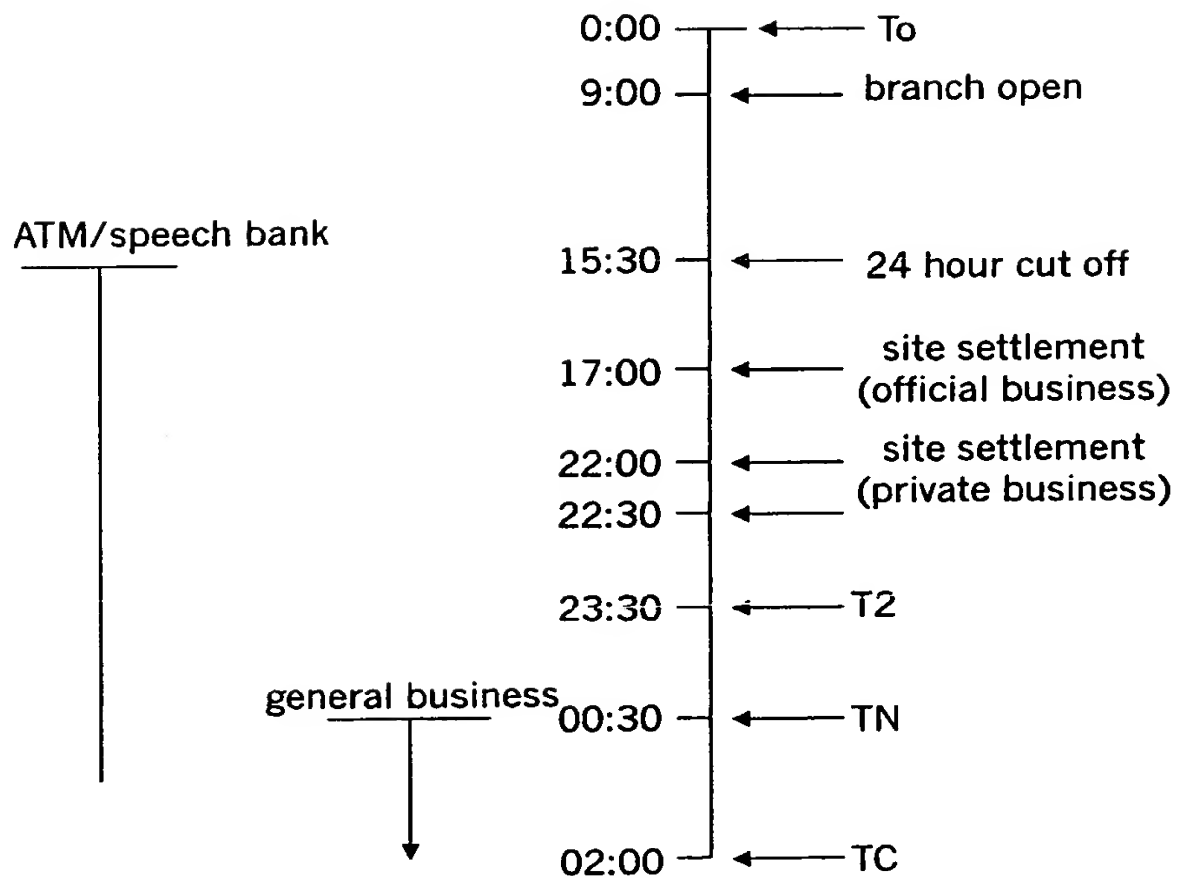 0:00 To
9:00 branch open
ATM/speech bank
15:30 24 hour cut off
site settlement
17:00 (official business)
site settlement
22:00 (private business)
22:30
23:30 T2
general business
00:30 TN
02:00 TC